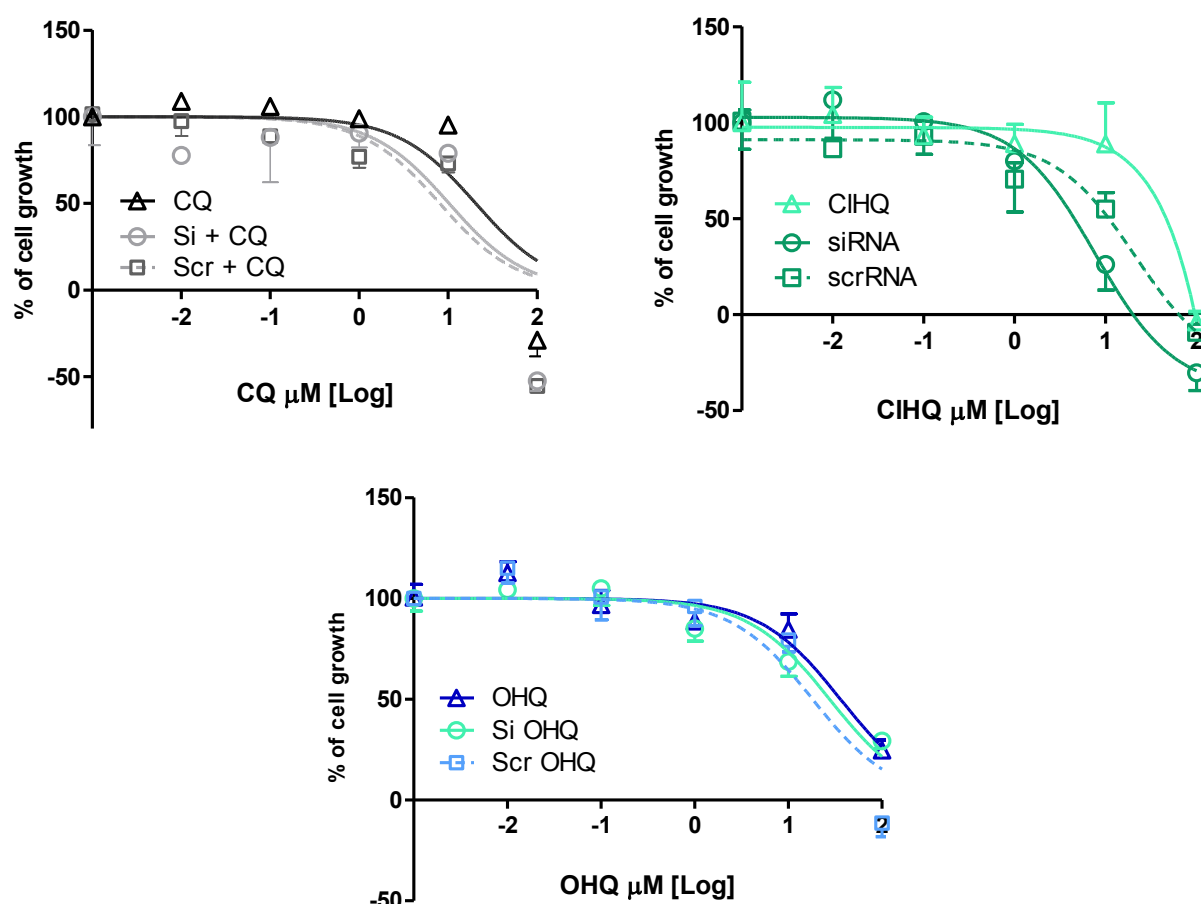 150
100
50
0
-50
% of cell growth
CQ
Si + CQ
Scr + CQ
-2 -1 0 1 2
CQ μM [Log]
150
100
50
0
-50
% of cell growth
ClHQ
siRNA
scrRNA
-2 -1 0 1 2
ClHQ μM [Log]
150
100
50
0
-50
% of cell growth
OHQ
Si OHQ
Scr OHQ
-2 -1 0 1 2
OHQ μM [Log]